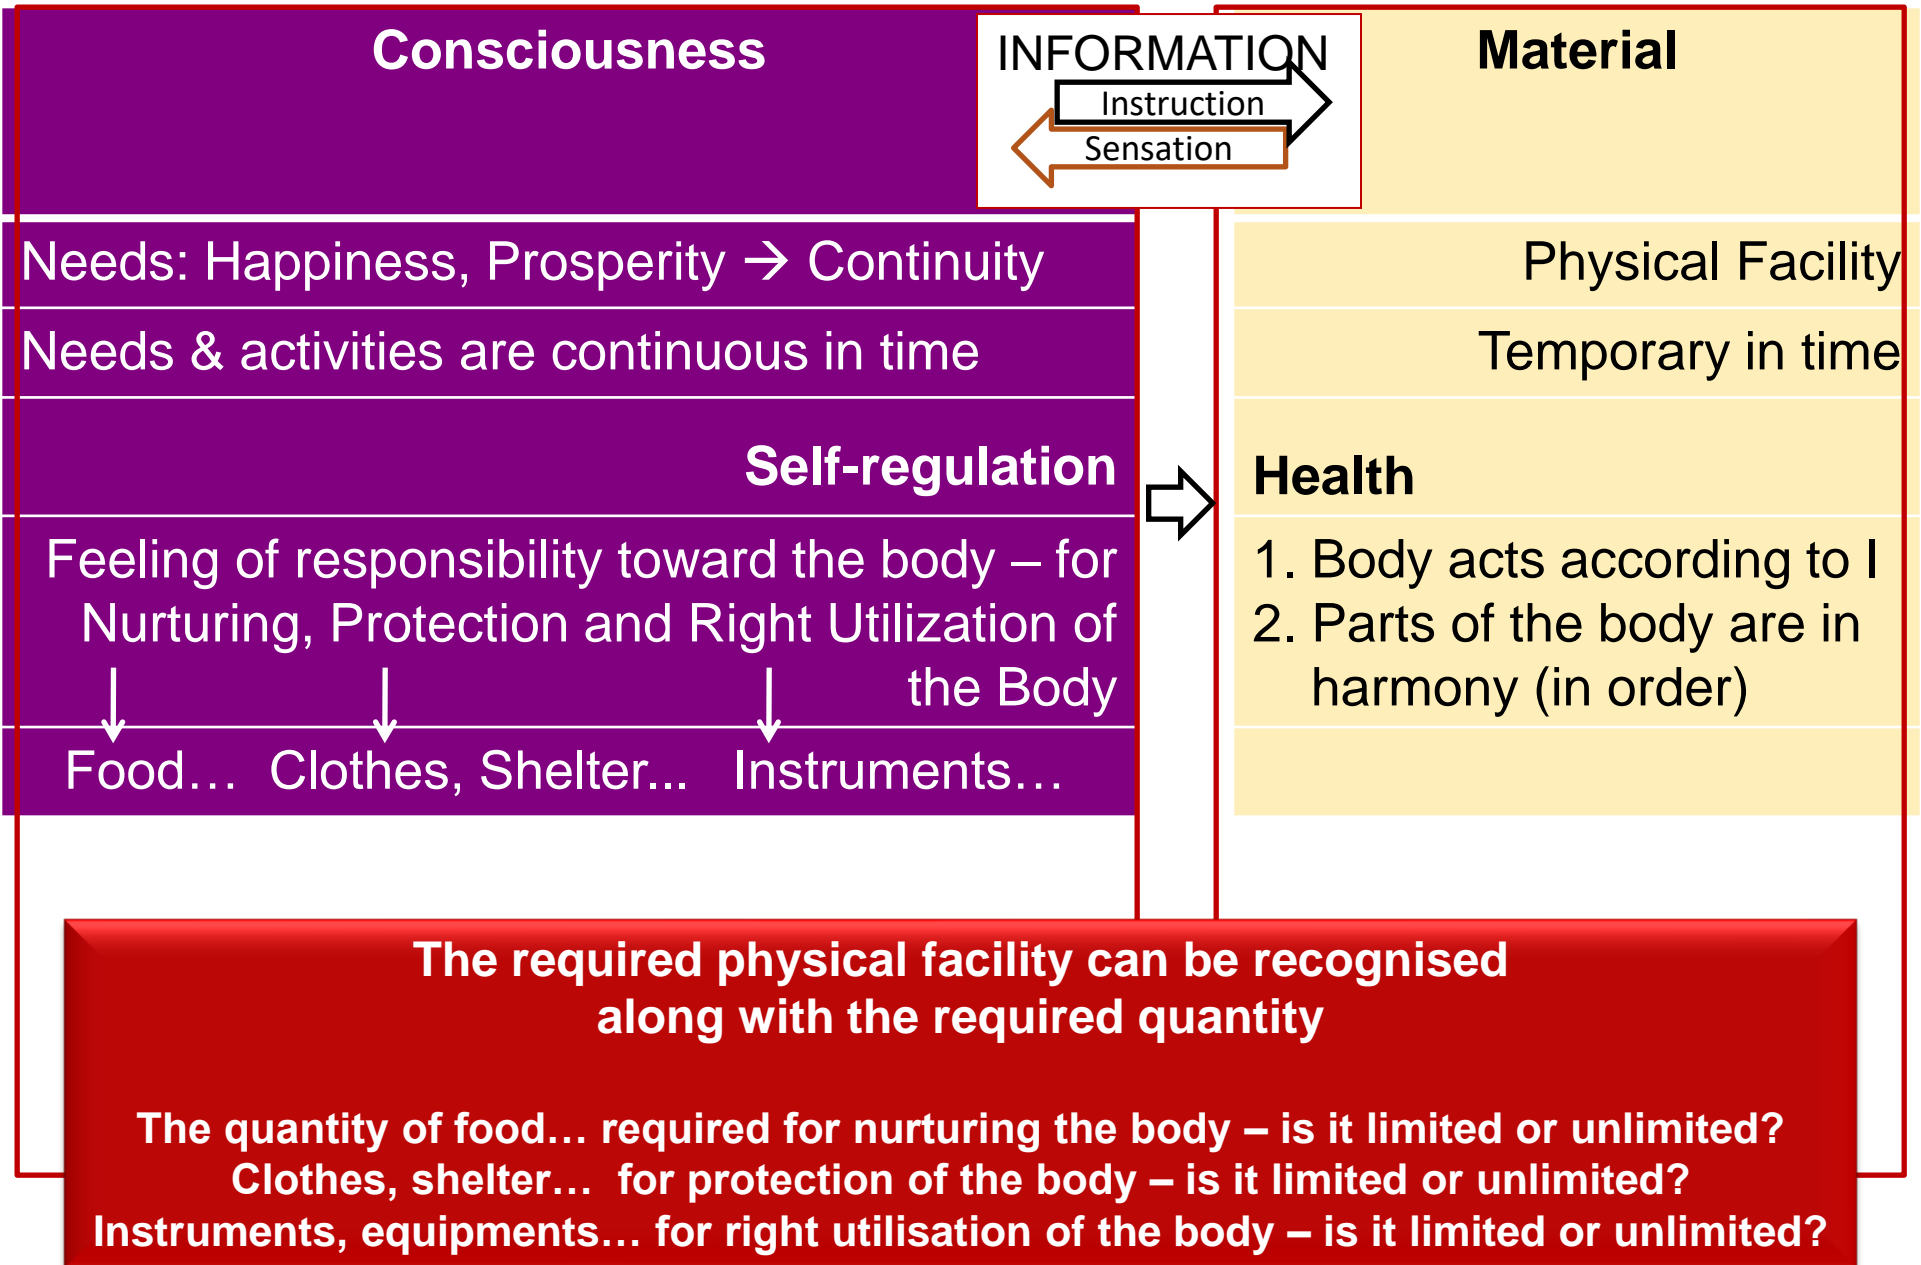 Consciousness
INFORMATION
Instruction
Sensation
Material
Needs: Happiness, Prosperity → Continuity
Physical Facility
Needs & activities are continuous in time
Temporary in time
Self-regulation
Health
Feeling of responsibility toward the body – for
Nurturing, Protection and Right Utilization of
the Body
1. Body acts according to I
2. Parts of the body are in
harmony (in order)
Food… Clothes, Shelter... Instruments…
The required physical facility can be recognised
along with the required quantity
The quantity of food… required for nurturing the body – is it limited or unlimited?
Clothes, shelter… for protection of the body – is it limited or unlimited?
Instruments, equipments… for right utilisation of the body – is it limited or unlimited?